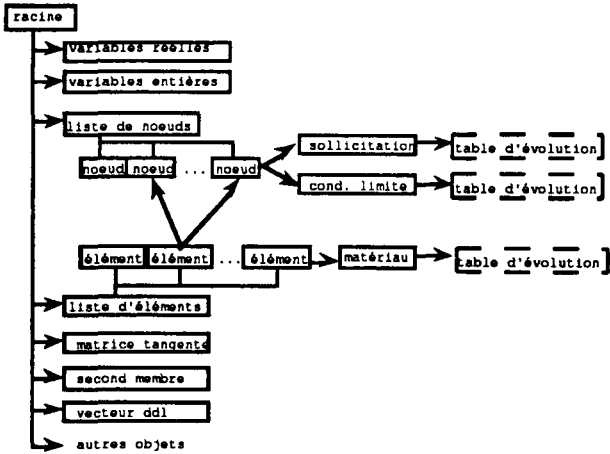 racine
variables réelles
variables entières
liste de noeuds
noeud noeud ... noeud
sollicitation
table d'évolution
cond. limite
table d'évolution
élément élément ... élément
matériau
table d'évolution
liste d'éléments
matrice tangente
second membre
vecteur ddl
autres objets